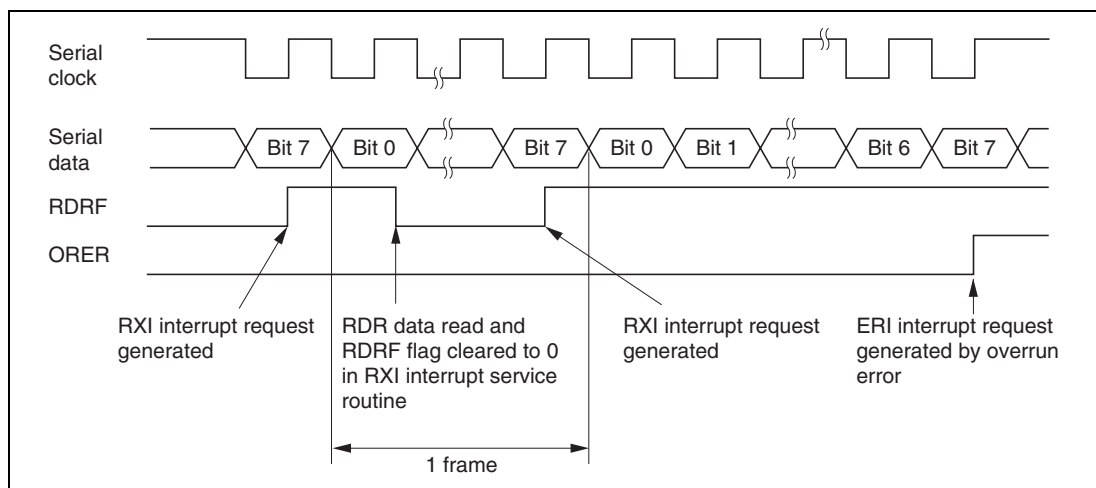 Serial
clock
Serial
data
Bit 7
Bit 0
Bit 7
Bit 0
Bit 1
Bit 6
Bit 7
RDRF
ORER
RXI interrupt request
generated
RDR data read and
RDRF flag cleared to 0
in RXI interrupt service
routine
RXI interrupt request
generated
ERI interrupt request
generated by overrun
error
1 frame